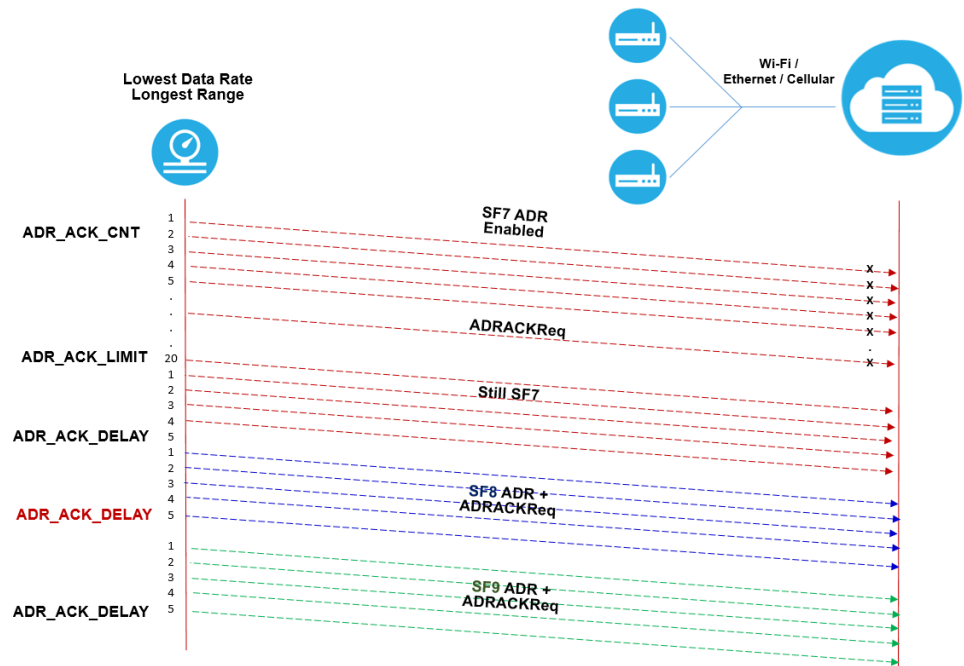 Wi-Fi /
Ethernet / Cellular
Lowest Data Rate
Longest Range
SF7 ADR
Enabled
ADR_ACK_CNT
1
2
3
4
5
.
.
.
.
X
X
X
X
X
.
X
ADRACKReq
ADR_ACK_LIMIT
20
1
2
3
4
5
Still SF7
ADR_ACK_DELAY
1
2
3
4
5
SF8 ADR +
ADRACKReq
ADR_ACK_DELAY
1
2
3
4
5
SF9 ADR +
ADRACKReq
ADR_ACK_DELAY